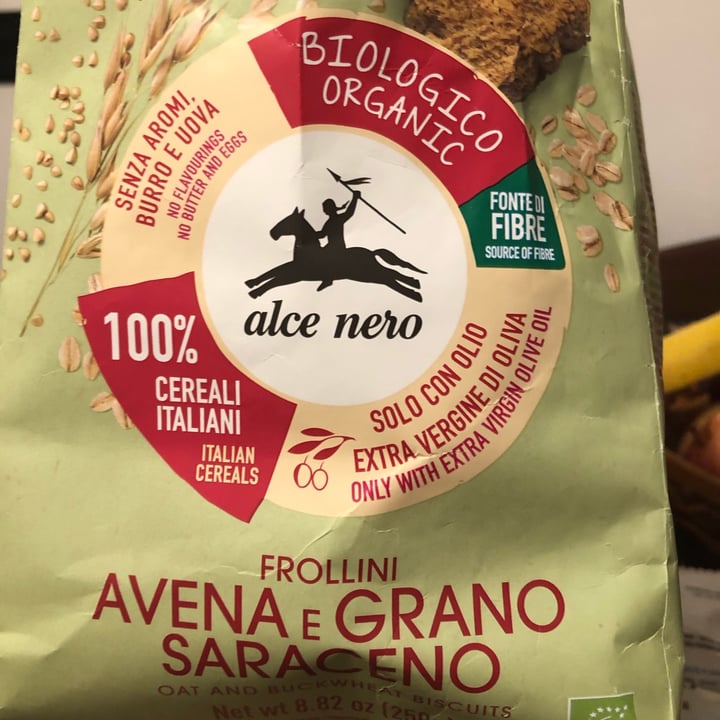 BIOLOGICO
ORGANIC
SENZA AROMI,
BURRO E UOVA
NO FLAVOURINGS
NO BUTTER AND EGGS
FONTE DI
FIBRE
SOURCE OF FIBRE
alce nero
100%
CEREALI
ITALIANI
ITALIAN
CEREALS
SOLO CON OLIO
EXTRA VERGINE DI OLIVA
ONLY WITH EXTRA VIRGIN OLIVE OIL
FROLLINI
AVENA E GRANO
SARACENO
OAT AND BUCKWHEAT BISCUITS
Net wt 8.82 oz (250